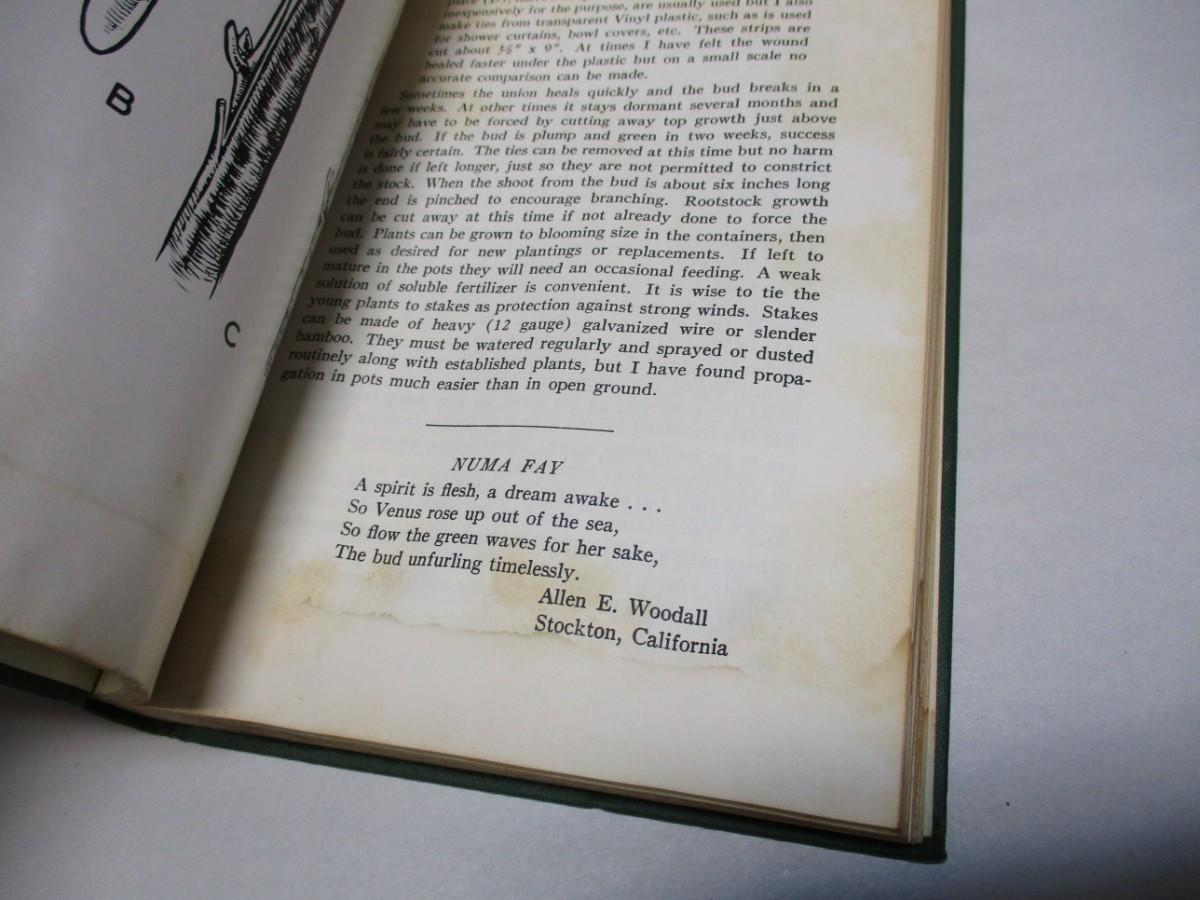 B
C
inexpensively for the purpose, are usually used but I also
make ties from transparent Vinyl plastic, such as is used
for shower curtains, bowl covers, etc. These strips are
cut about ½" x 9". At times I have felt the wound
healed faster under the plastic but on a small scale no
accurate comparison can be made.
Sometimes the union heals quickly and the bud breaks in a
few weeks. At other times it stays dormant several months and
may have to be forced by cutting away top growth just above
the bud. If the bud is plump and green in two weeks, success
is fairly certain. The ties can be removed at this time but no harm
is done if left longer, just so they are not permitted to constrict
the stock. When the shoot from the bud is about six inches long
the end is pinched to encourage branching. Rootstock growth
can be cut away at this time if not already done to force the
bud. Plants can be grown to blooming size in the containers, then
used as desired for new plantings or replacements. If left to
mature in the pots they will need an occasional feeding. A weak
solution of soluble fertilizer is convenient. It is wise to tie the
young plants to stakes as protection against strong winds. Stakes
can be made of heavy (12 gauge) galvanized wire or slender
bamboo. They must be watered regularly and sprayed or dusted
routinely along with established plants, but I have found propa-
gation in pots much easier than in open ground.
NUMA FAY
A spirit is flesh, a dream awake . . .
So Venus rose up out of the sea,
So flow the green waves for her sake,
The bud unfurling timelessly.
Allen E. Woodall
Stockton, California